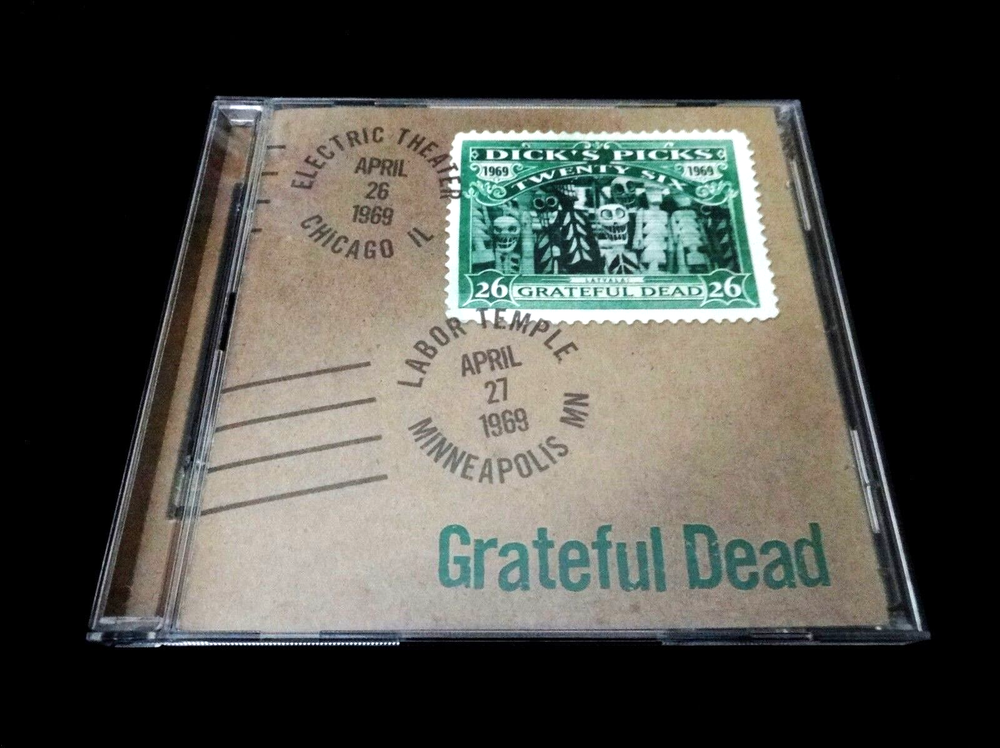 ELECTRIC THEATER
APRIL
26
1969
CHICAGO IL
DICK'S PICKS
1969 1969
TWENTY SIX
LATVALA
26 GRATEFUL DEAD 26
LABOR TEMPLE
APRIL
27
1969
MINNEAPOLIS MN
Grateful Dead